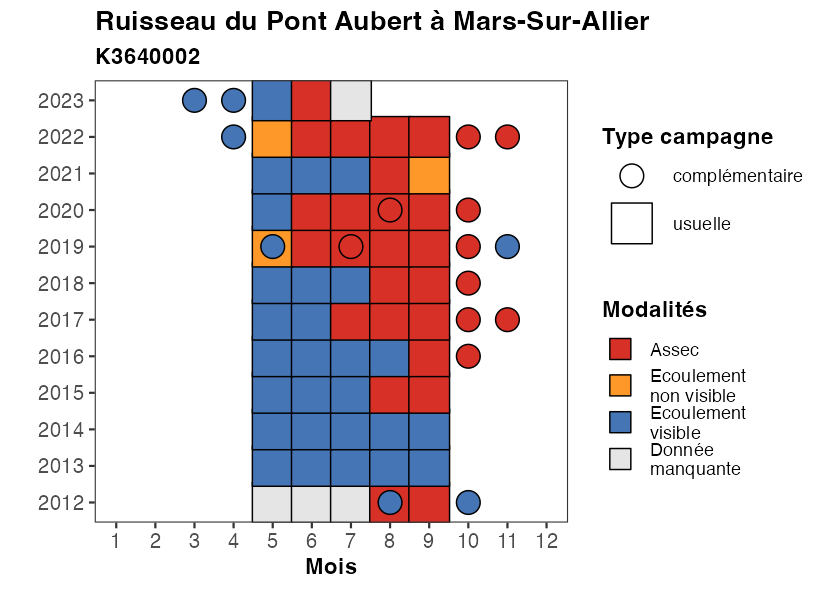 Ruisseau du Pont Aubert à Mars-Sur-Allier
K3640002
2023
2022
2021
2020
2019
2018
2017
2016
2015
2014
2013
2012
1 2 3 4 5 6 7 8 9 10 11 12
Mois
Type campagne
complémentaire
usuelle
Modalités
Assec
Ecoulement
non visible
Ecoulement
visible
Donnée
manquante